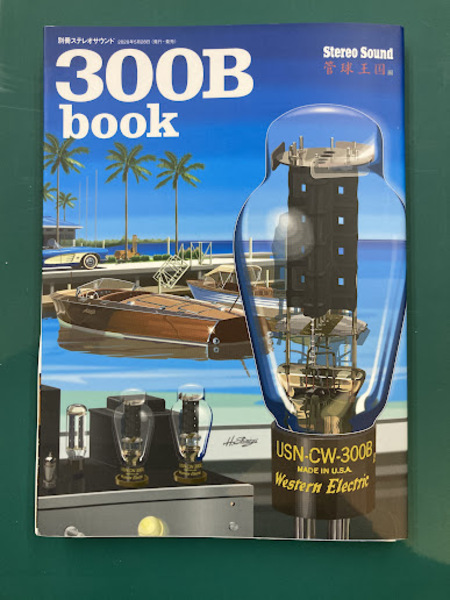 別冊ステレオサウンド
300B
book
Stereo Sound
管球王国 編
USN-CW-300B
MADE IN U.S.A.
Western Electric